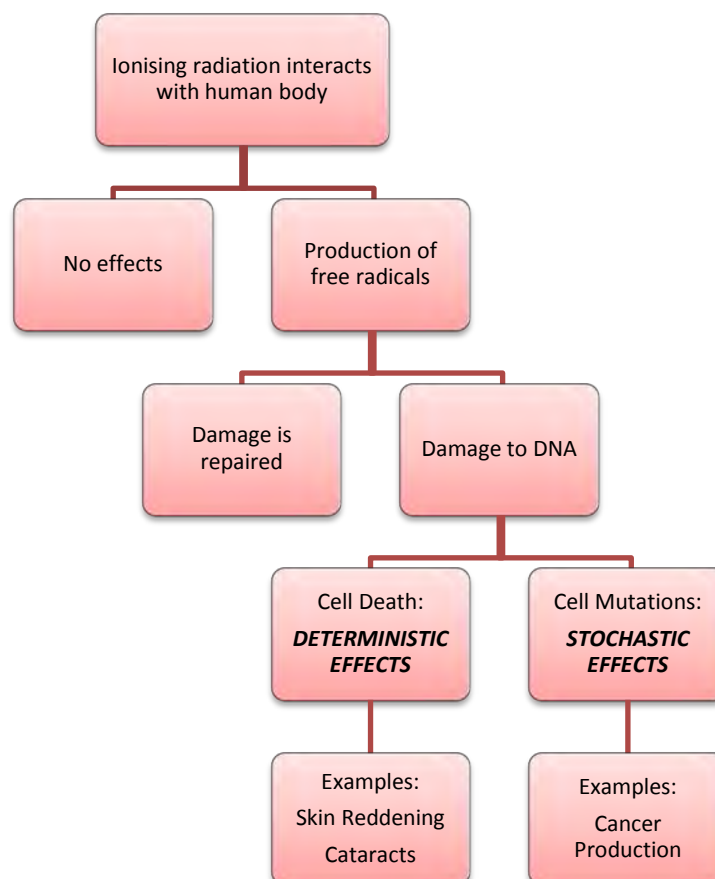 Ionising radiation interacts
with human body
No effects
Production of
free radicals
Damage is
repaired
Damage to DNA
Cell Death:
DETERMINISTIC
EFFECTS
Cell Mutations:
STOCHASTIC
EFFECTS
Examples:
Skin Reddening
Cataracts
Examples:
Cancer
Production